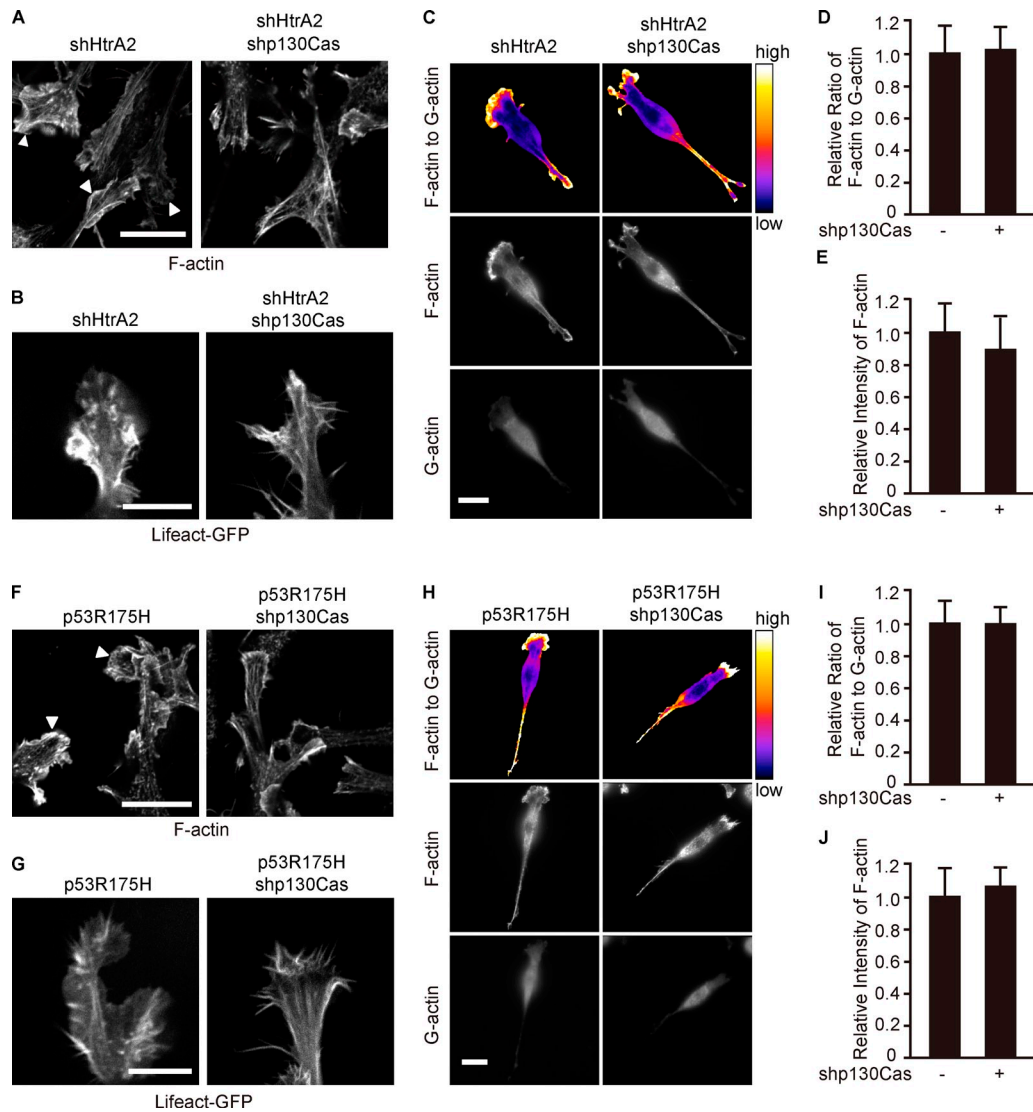 A
shHtrA2
shHtrA2
shp130Cas
F-actin
B
shHtrA2
shHtrA2
shp130Cas
Lifeact-GFP
C
shHtrA2
shHtrA2
shp130Cas
F-actin to G-actin
high
low
F-actin
G-actin
D
Relative Ratio of
F-actin to G-actin
1.2
1.0
0.8
0.6
0.4
0.2
0
shp130Cas - +
E
Relative Intensity of F-actin
1.2
1.0
0.8
0.6
0.4
0.2
0
shp130Cas - +
F
p53R175H
p53R175H
shp130Cas
F-actin
G
p53R175H
p53R175H
shp130Cas
Lifeact-GFP
H
p53R175H
p53R175H
shp130Cas
F-actin to G-actin
high
low
F-actin
G-actin
I
Relative Ratio of
F-actin to G-actin
1.2
1.0
0.8
0.6
0.4
0.2
0
shp130Cas - +
J
Relative Intensity of F-actin
1.2
1.0
0.8
0.6
0.4
0.2
0
shp130Cas - +